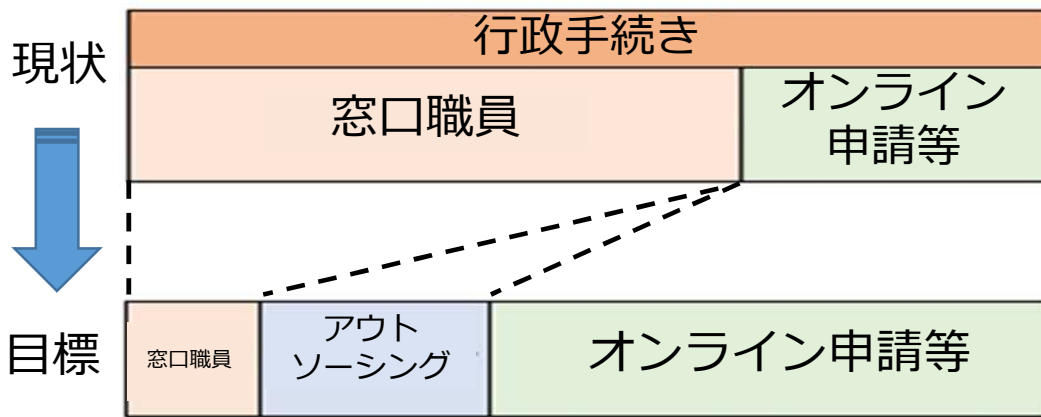 行政手続き
現状
窓口職員
オンライン
申請等
目標
窓口職員
アウト
ソーシング
オンライン申請等